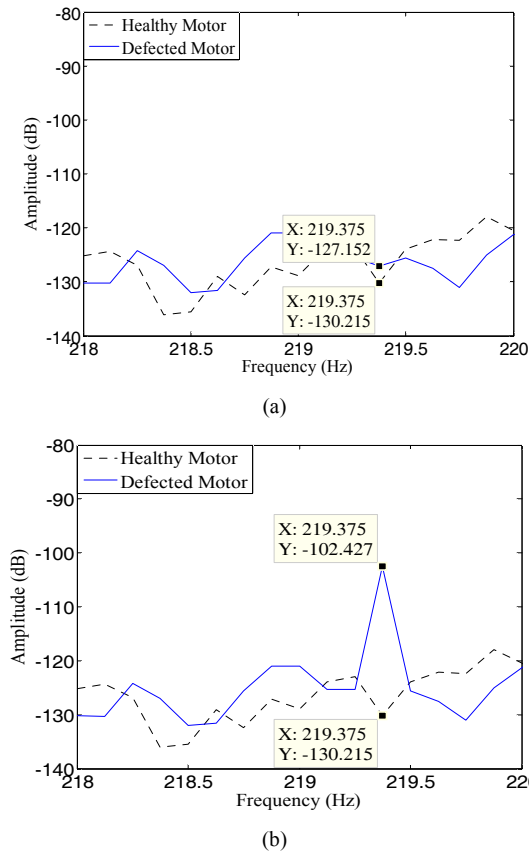 Healthy Motor
Defected Motor
-80
-90
-100
-110
-120
-130
-140
Amplitude (dB)
X: 219.375
Y: -127.152
X: 219.375
Y: -130.215
218
218.5
219
219.5
220
Frequency (Hz)
(a)
Healthy Motor
Defected Motor
-80
-90
-100
-110
-120
-130
-140
Amplitude (dB)
X: 219.375
Y: -102.427
X: 219.375
Y: -130.215
218
218.5
219
219.5
220
Frequency (Hz)
(b)